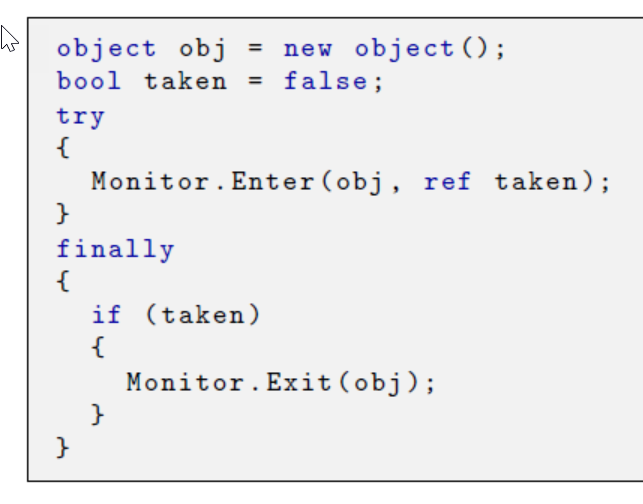 object obj = new object();
bool taken = false;
try
{
  Monitor.Enter(obj, ref taken);
}
finally
{
  if (taken)
  {
    Monitor.Exit(obj);
  }
}